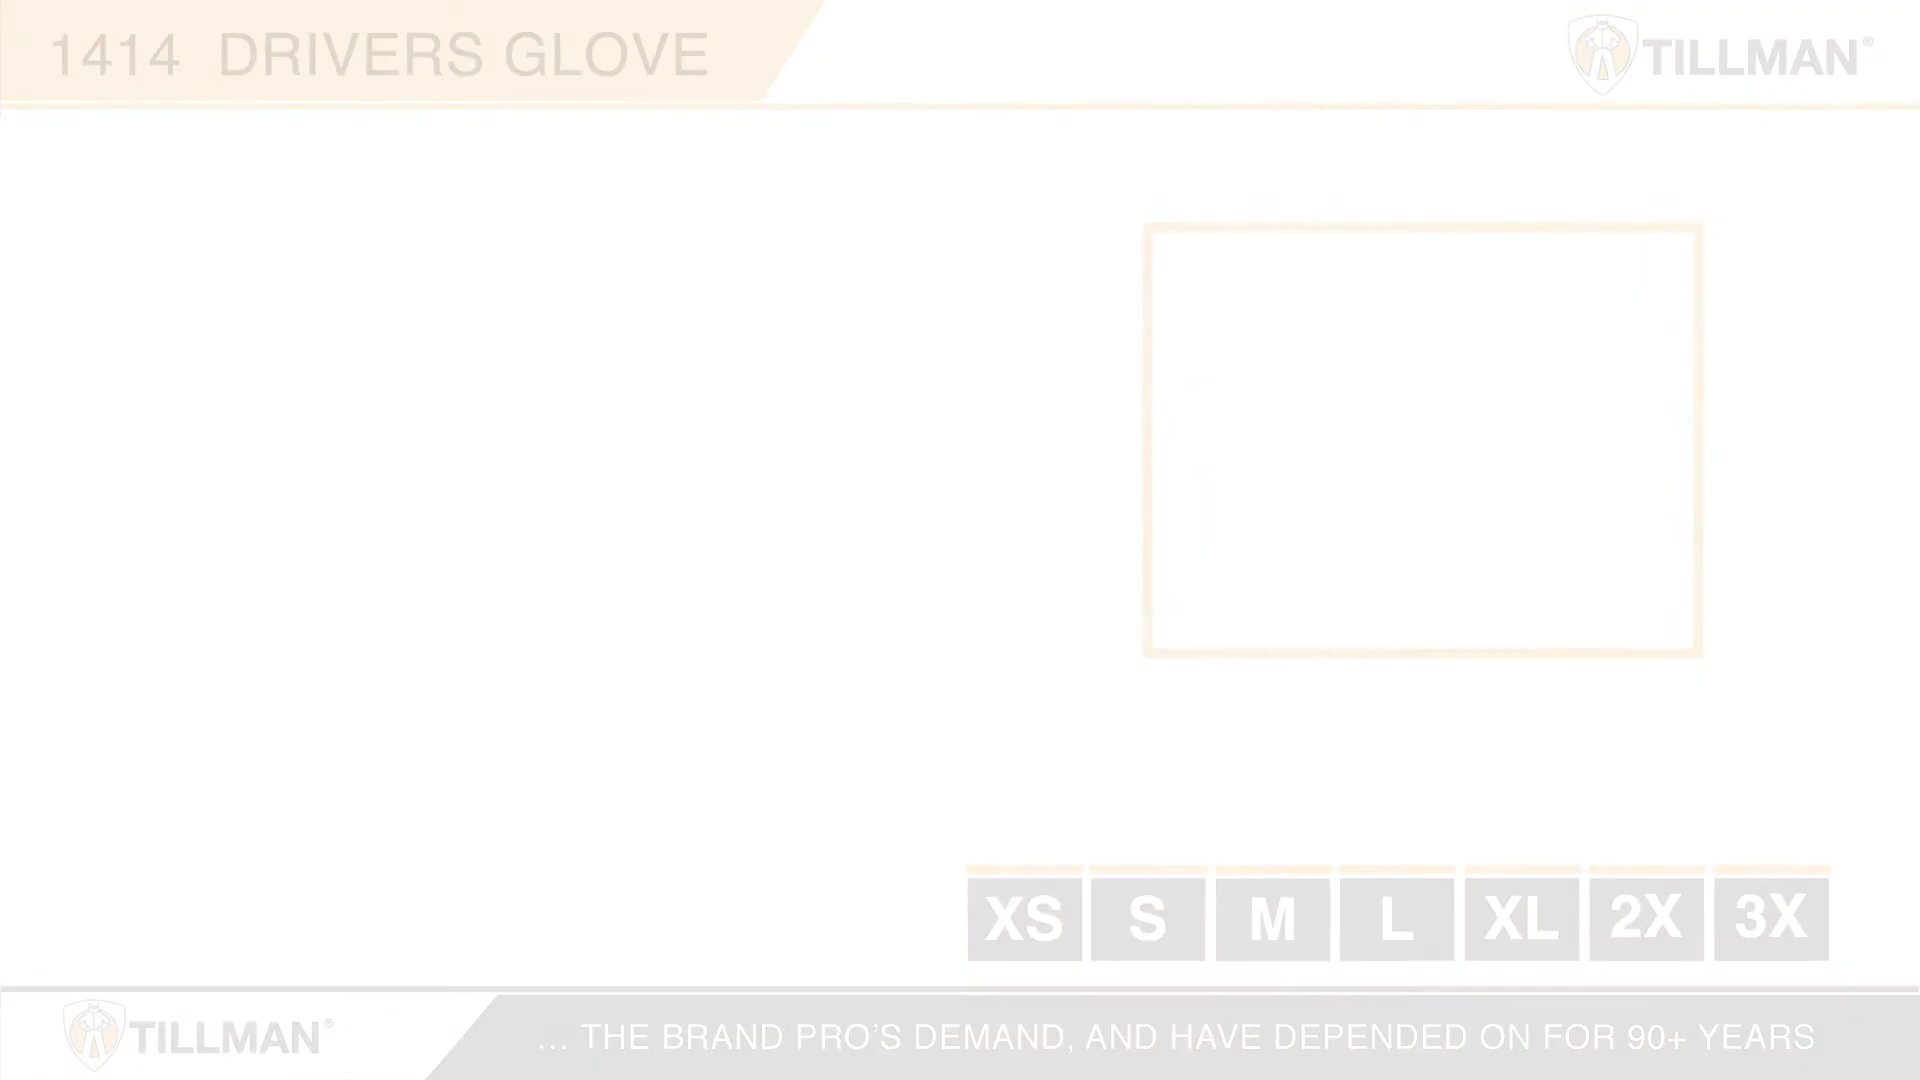 1414 DRIVERS GLOVE
TILLMAN®
XS S M L XL 2X 3X
TILLMAN®
... THE BRAND PRO’S DEMAND, AND HAVE DEPENDED ON FOR 90+ YEARS